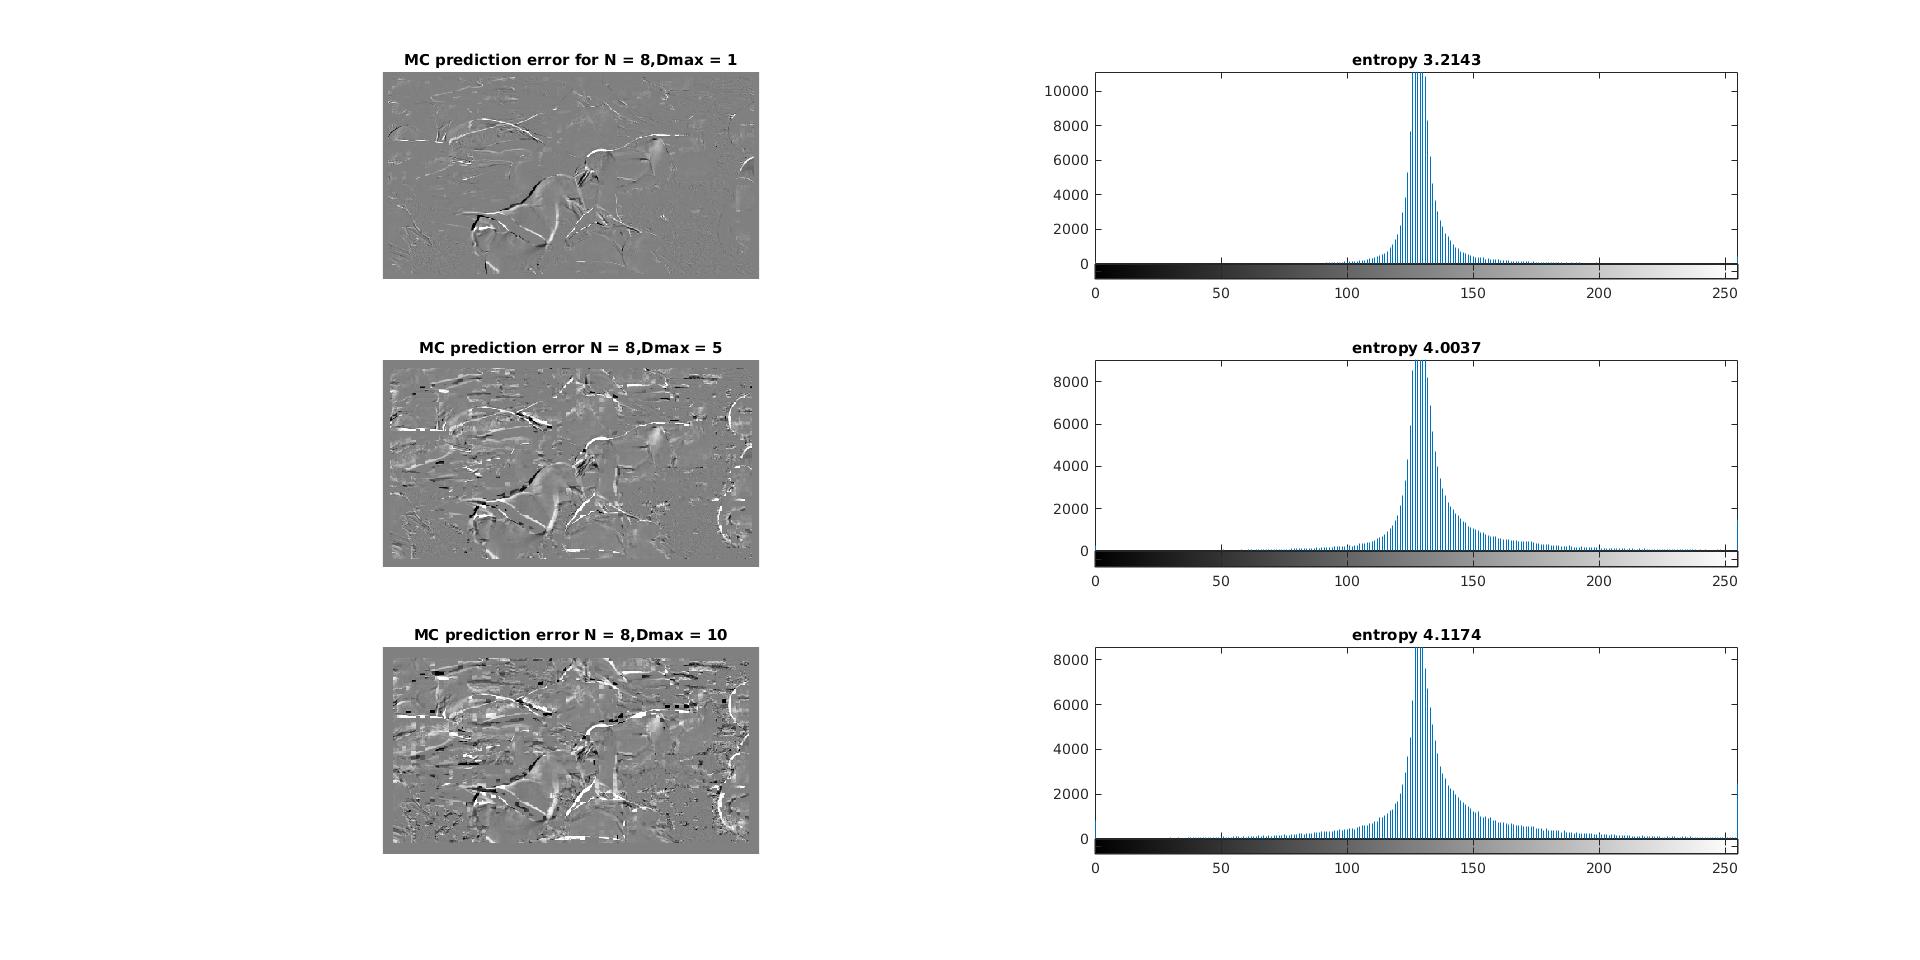 MC prediction error for N = 8,Dmax = 1
entropy 3.2143
10000
8000
6000
4000
2000
0
0 50 100 150 200 250
MC prediction error N = 8,Dmax = 5
entropy 4.0037
8000
6000
4000
2000
0
0 50 100 150 200 250
MC prediction error N = 8,Dmax = 10
entropy 4.1174
8000
6000
4000
2000
0
0 50 100 150 200 250